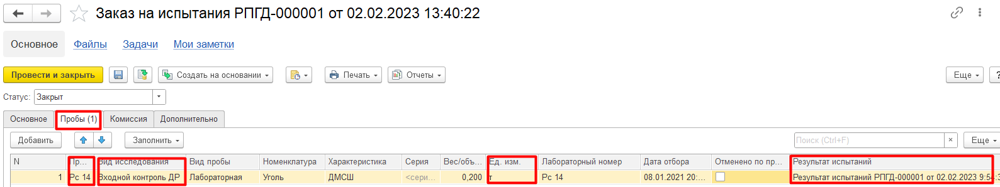 Заказ на испытания РПГД-000001 от 02.02.2023 13:40:22
Основное Файлы Задачи Мои заметки
Провести и закрыть Создать на основании Печать Отчеты Еще ?
Статус: Закрыт
Основное Пробы (1) Комиссия Дополнительно
Добавить Заполнить Поиск (Ctrl+F) × Еще
N Пр... Вид исследования Вид пробы Номенклатура Характеристика Серия Вес/объ... Ед. изм. Лабораторный номер Дата отбора Отменено по пр... Результат испытаний
1 Рс 14 Входной контроль ДР Лабораторная Уголь ДМСШ <сери... 0,200 т Рс 14 08.01.2021 20:... Результат испытаний РПГД-000001 от 02.02.2023 9:54:3